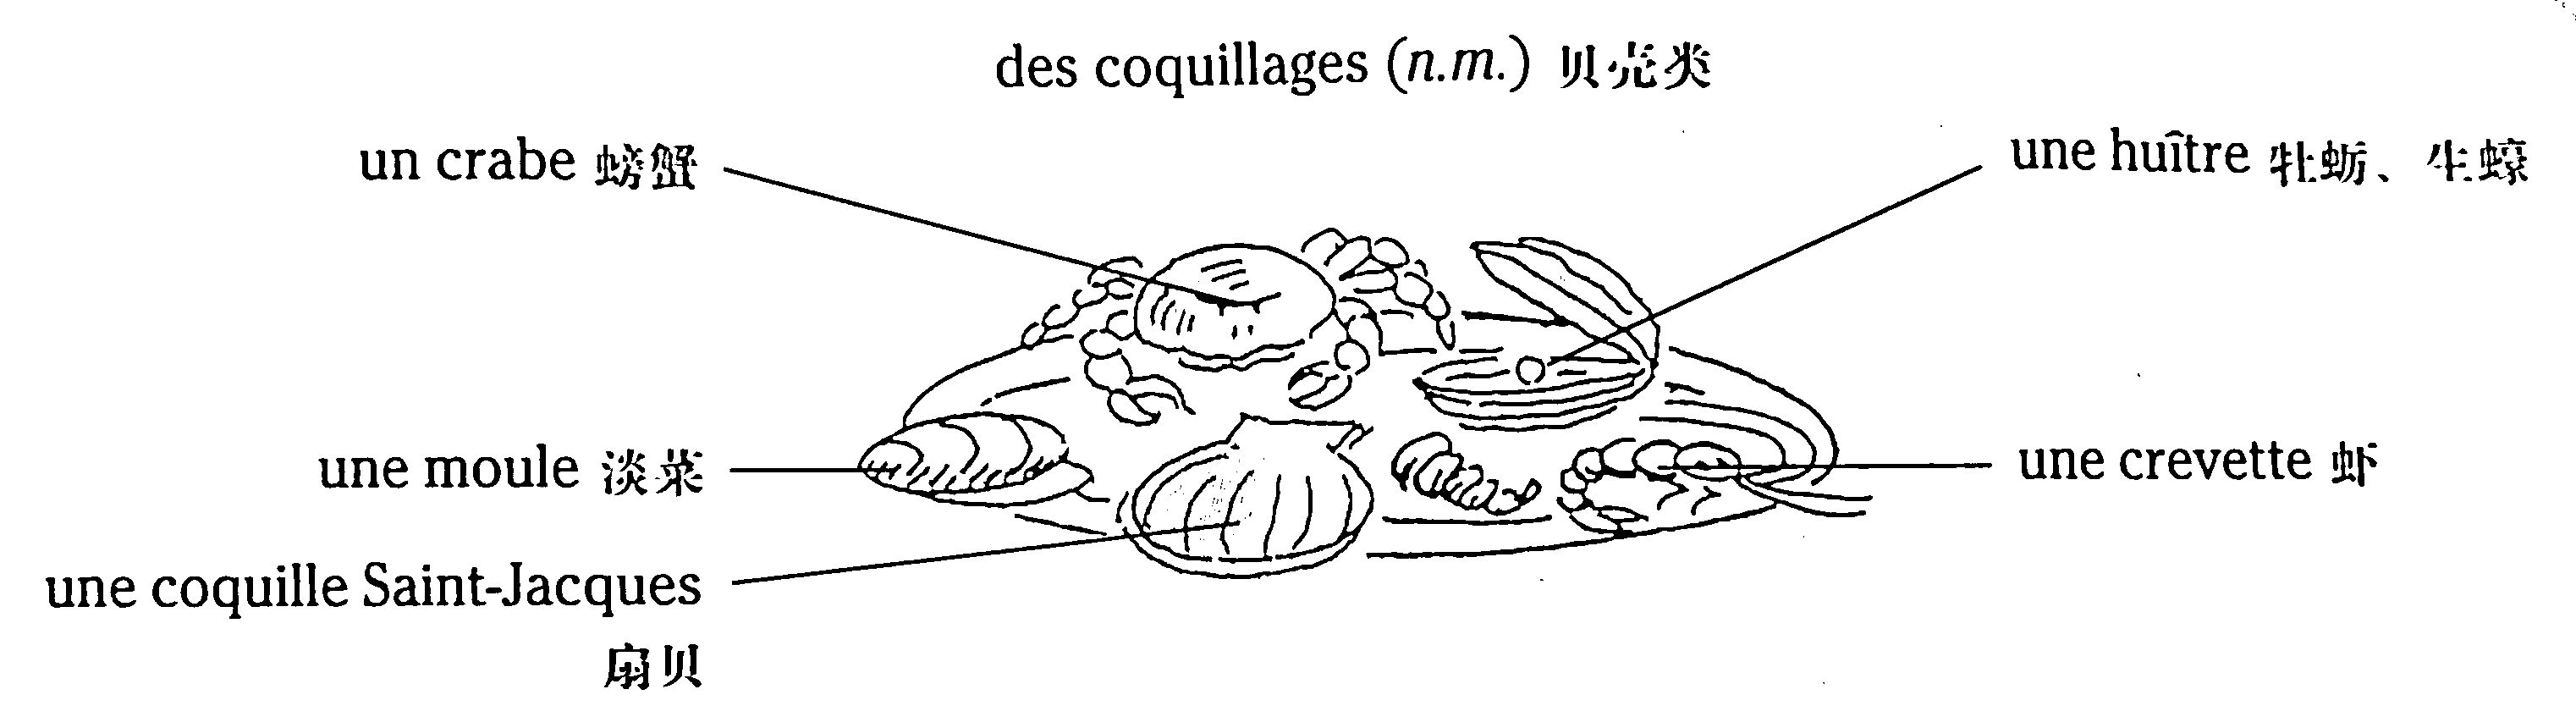 des coquillages (n.m.) 贝壳类
un crabe 螃蟹
une huître 牡蛎、生蠔
une moule 淡菜
une crevette 虾
une coquille Saint-Jacques
扇贝